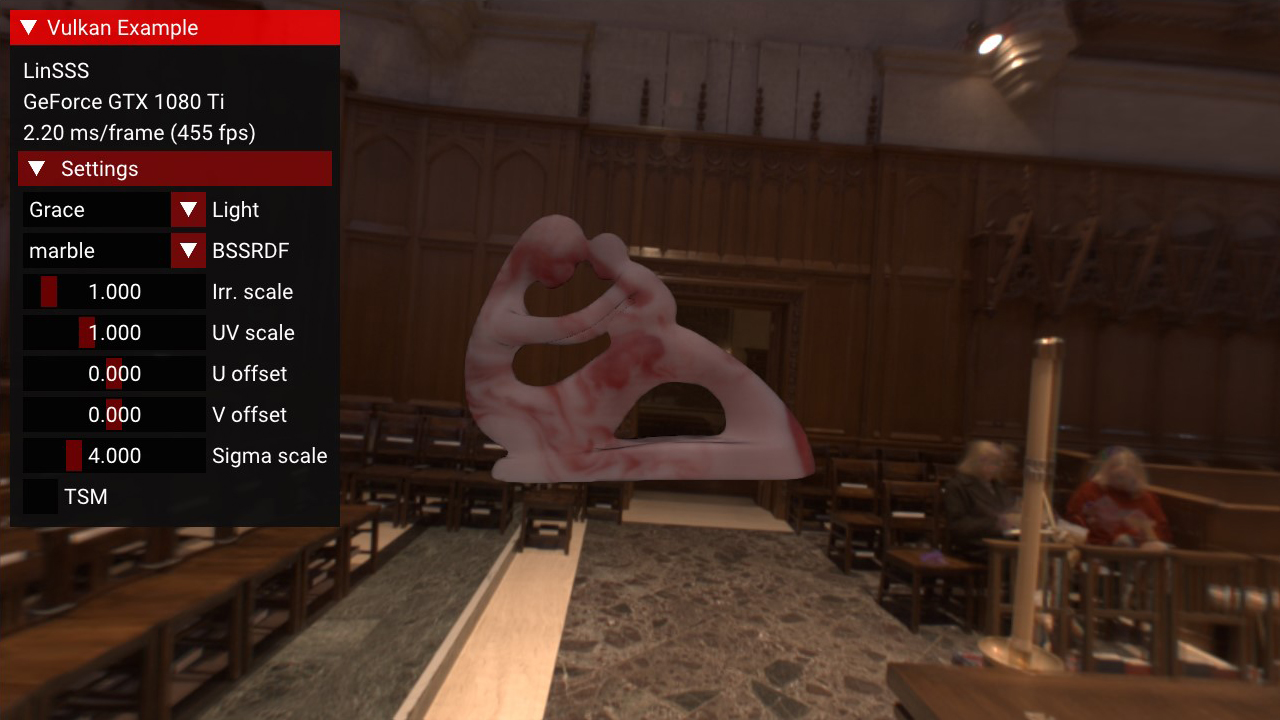 Vulkan Example
LinSSS
GeForce GTX 1080 Ti
2.20 ms/frame (455 fps)
Settings
Grace Light
marble BSSRDF
1.000 Irr. scale
1.000 UV scale
0.000 U offset
0.000 V offset
4.000 Sigma scale
TSM